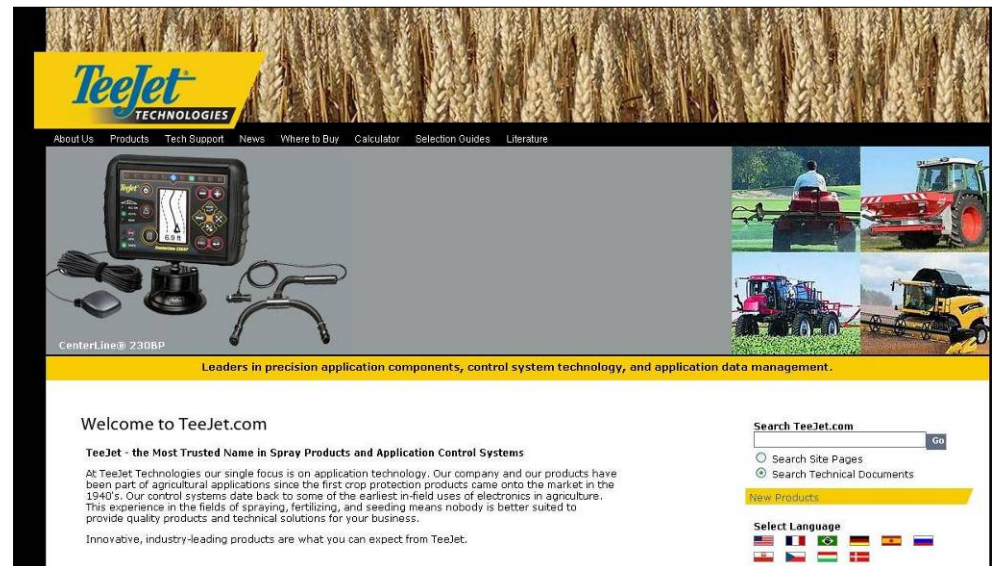 TeeJet®
TECHNOLOGIES
About Us Products Tech Support News Where to Buy Calculator Selection Guides Literature
TeeJet
6.9 ft
CenterLine® 230BP
Leaders in precision application components, control system technology, and application data management.
Welcome to TeeJet.com
TeeJet - the Most Trusted Name in Spray Products and Application Control Systems
At TeeJet Technologies our single focus is on application technology. Our company and our products have
been part of agricultural applications since the first crop protection products came onto the market in the
1940's. Our control systems date back to some of the earliest in-field uses of electronics in agriculture.
This experience in the fields of spraying, fertilizing, and seeding means nobody is better suited to
provide quality products and technical solutions for your business.
Innovative, industry-leading products are what you can expect from TeeJet.
Search TeeJet.com
Go
Search Site Pages
Search Technical Documents
New Products
Select Language